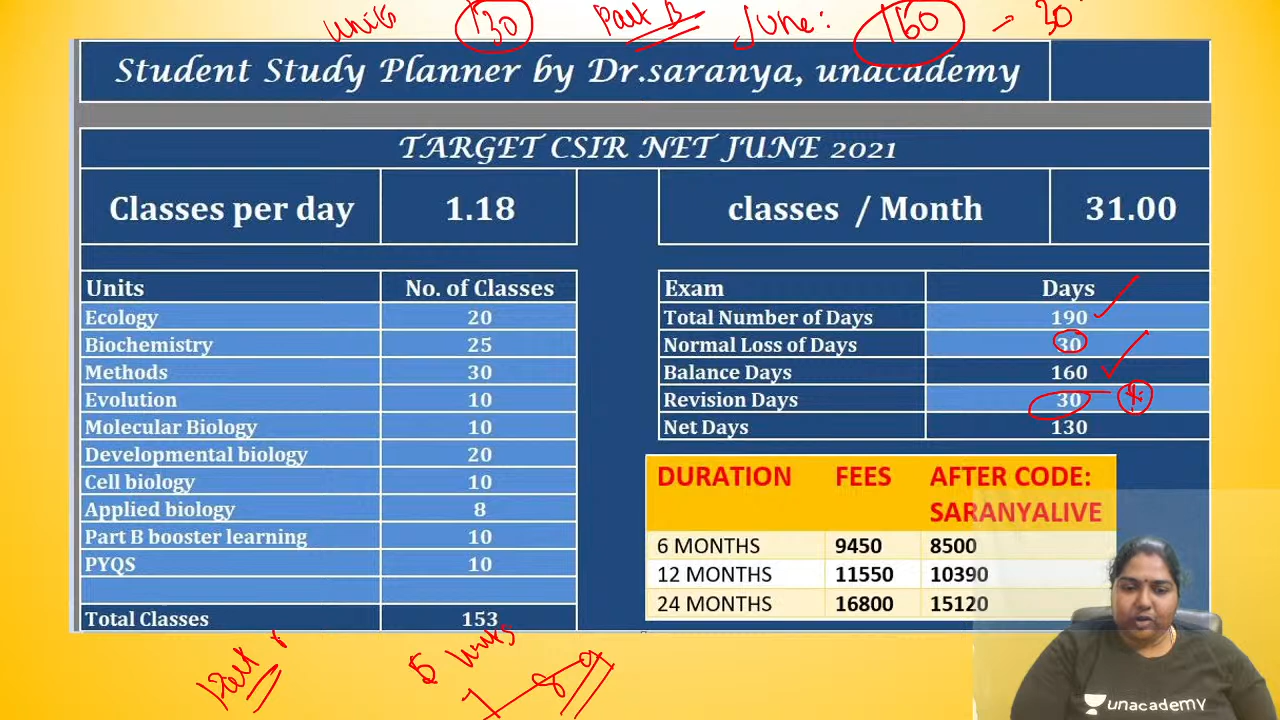 units 130 Part B June: 160 - 30
Student Study Planner by Dr.saranya, unacademy
TARGET CSIR NET JUNE 2021
Classes per day 1.18 classes / Month 31.00
Units No. of Classes Exam Days
Ecology 20 Total Number of Days 190
Biochemistry 25 Normal Loss of Days 30
Methods 30 Balance Days 160
Evolution 10 Revision Days 30
Molecular Biology 10 Net Days 130
Developmental biology 20
Cell biology 10
Applied biology 8
Part B booster learning 10
PYQS 10
Total Classes 153
DURATION FEES AFTER CODE: SARANYALIVE
6 MONTHS 9450 8500
12 MONTHS 11550 10390
24 MONTHS 16800 15120
Part
5 units
7 8 9
unacademy